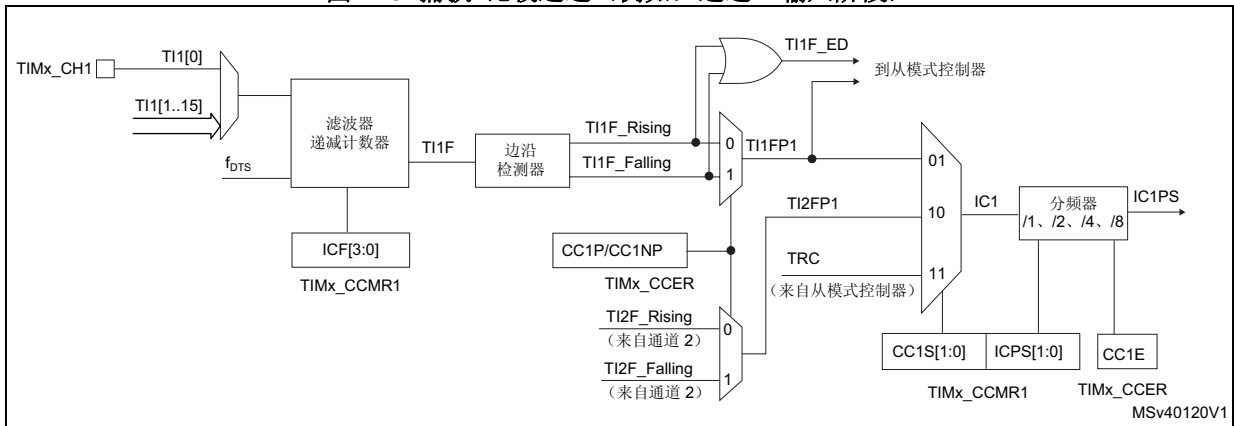 TI1F_ED
TI1[0]
TIMx_CH1
到从模式控制器
TI1[1..15]
滤波器
递减计数器
TI1F_Rising
0
TI1FP1
TI1F
边沿
检测器
TI1F_Falling
1
01
fDTS
TI2FP1
10
IC1
分频器
/1、/2、/4、/8
IC1PS
ICF[3:0]
TIMx_CCMR1
CC1P/CC1NP
TIMx_CCER
TRC
11
(来自从模式控制器)
TI2F_Rising
0
(来自通道 2)
TI2F_Falling
1
(来自通道 2)
CC1S[1:0]
ICPS[1:0]
CC1E
TIMx_CCMR1
TIMx_CCER
MSv40120V1